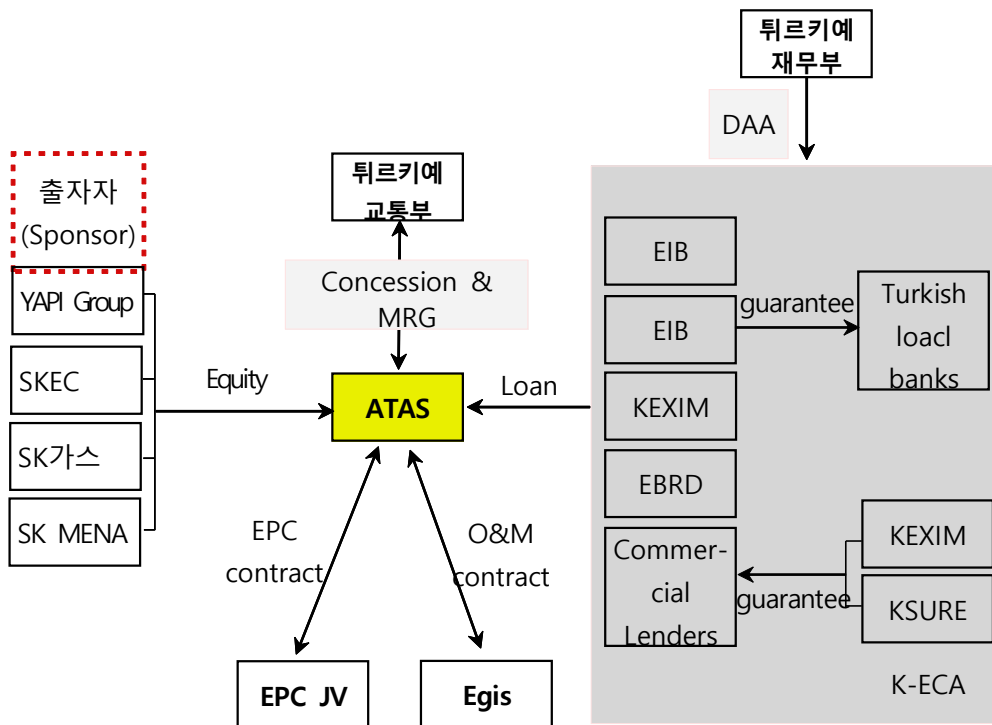 튀르키예
재무부
DAA
출자자
(Sponsor)
튀르키예
교통부
YAPI Group
SKEC
SK가스
SK MENA
Equity
Concession &
MRG
ATAS
Loan
EIB
EIB
KEXIM
EBRD
Commer-
cial
Lenders
guarantee
Turkish
loacl
banks
guarantee
KEXIM
KSURE
K-ECA
EPC
contract
O&M
contract
EPC JV
Egis